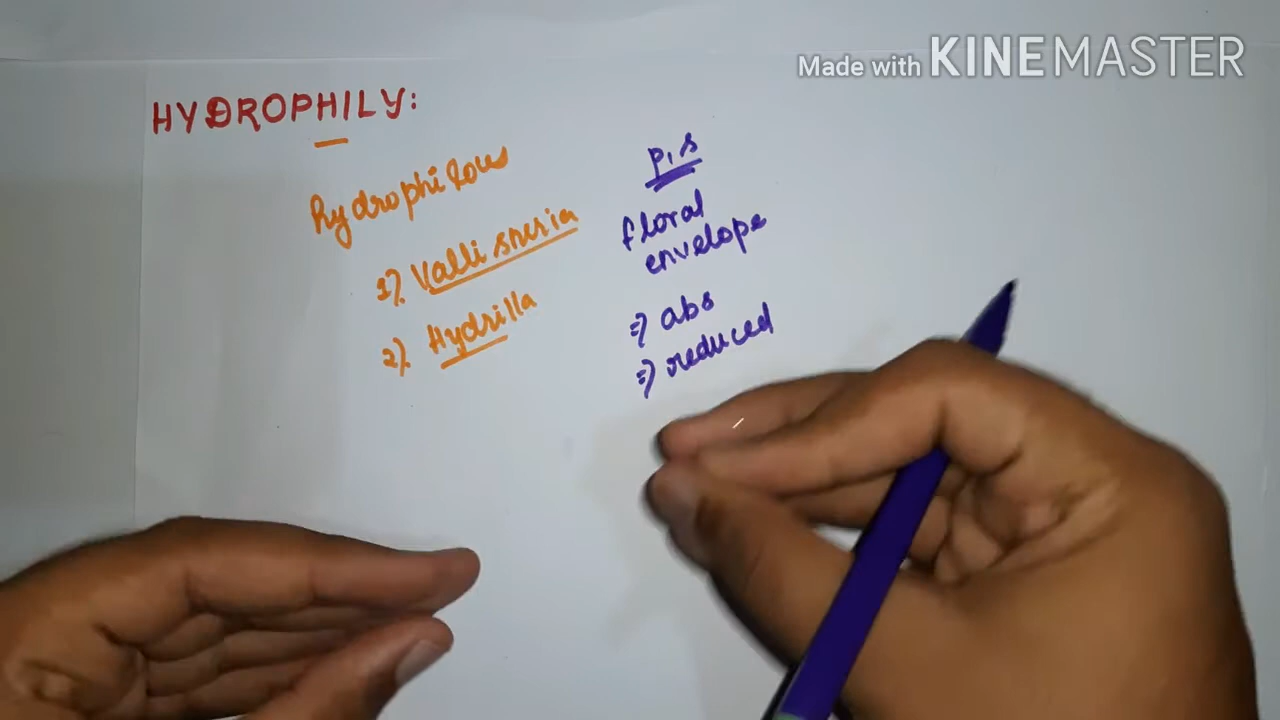 Made with KINEMASTER
HYDROPHILY:
hydrophilous
1) Vallisneria
2) Hydrilla
P, S
floral
envelope
=) abs
=) reduced